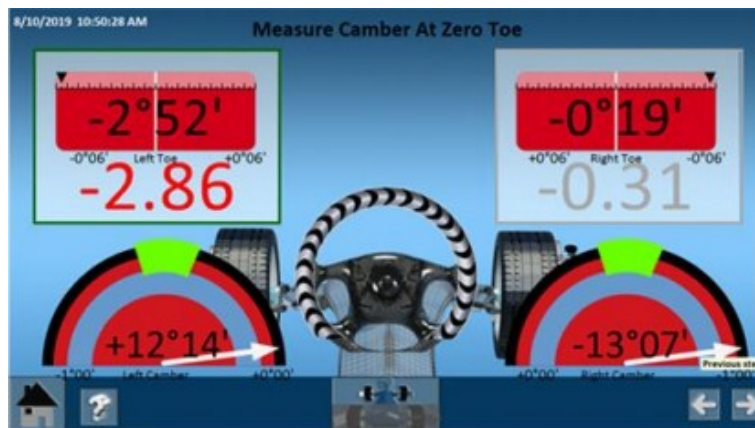 8/10/2019 10:50:28 AM
Measure Camber At Zero Toe
-2°52'
-0°06' Left Toe +0°06'
-2.86
-0°19'
+0°06' Right Toe -0°06'
-0.31
+12°14'
-1°00' Left Camber +0°00'
-13°07'
Previous ste
+0°00' Right Camber -1°00'
?